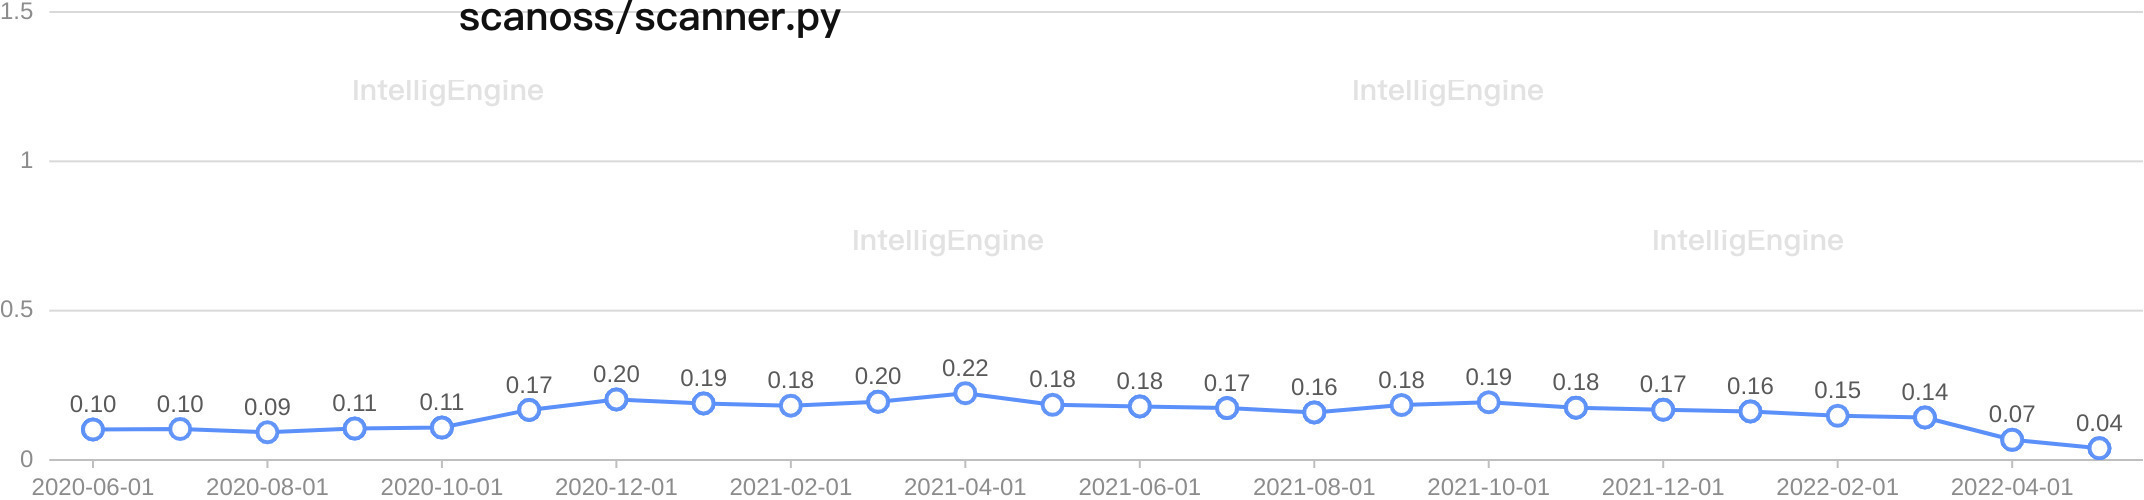 scanoss/scanner.py
1.5
IntelligEngine IntelligEngine
1
IntelligEngine IntelligEngine
0.5
0.10 0.10 0.09 0.11 0.11 0.17 0.20 0.19 0.18 0.20 0.22 0.18 0.18 0.17 0.16 0.18 0.19 0.18 0.17 0.16 0.15 0.14 0.07 0.04
0
2020-06-01 2020-08-01 2020-10-01 2020-12-01 2021-02-01 2021-04-01 2021-06-01 2021-08-01 2021-10-01 2021-12-01 2022-02-01 2022-04-01